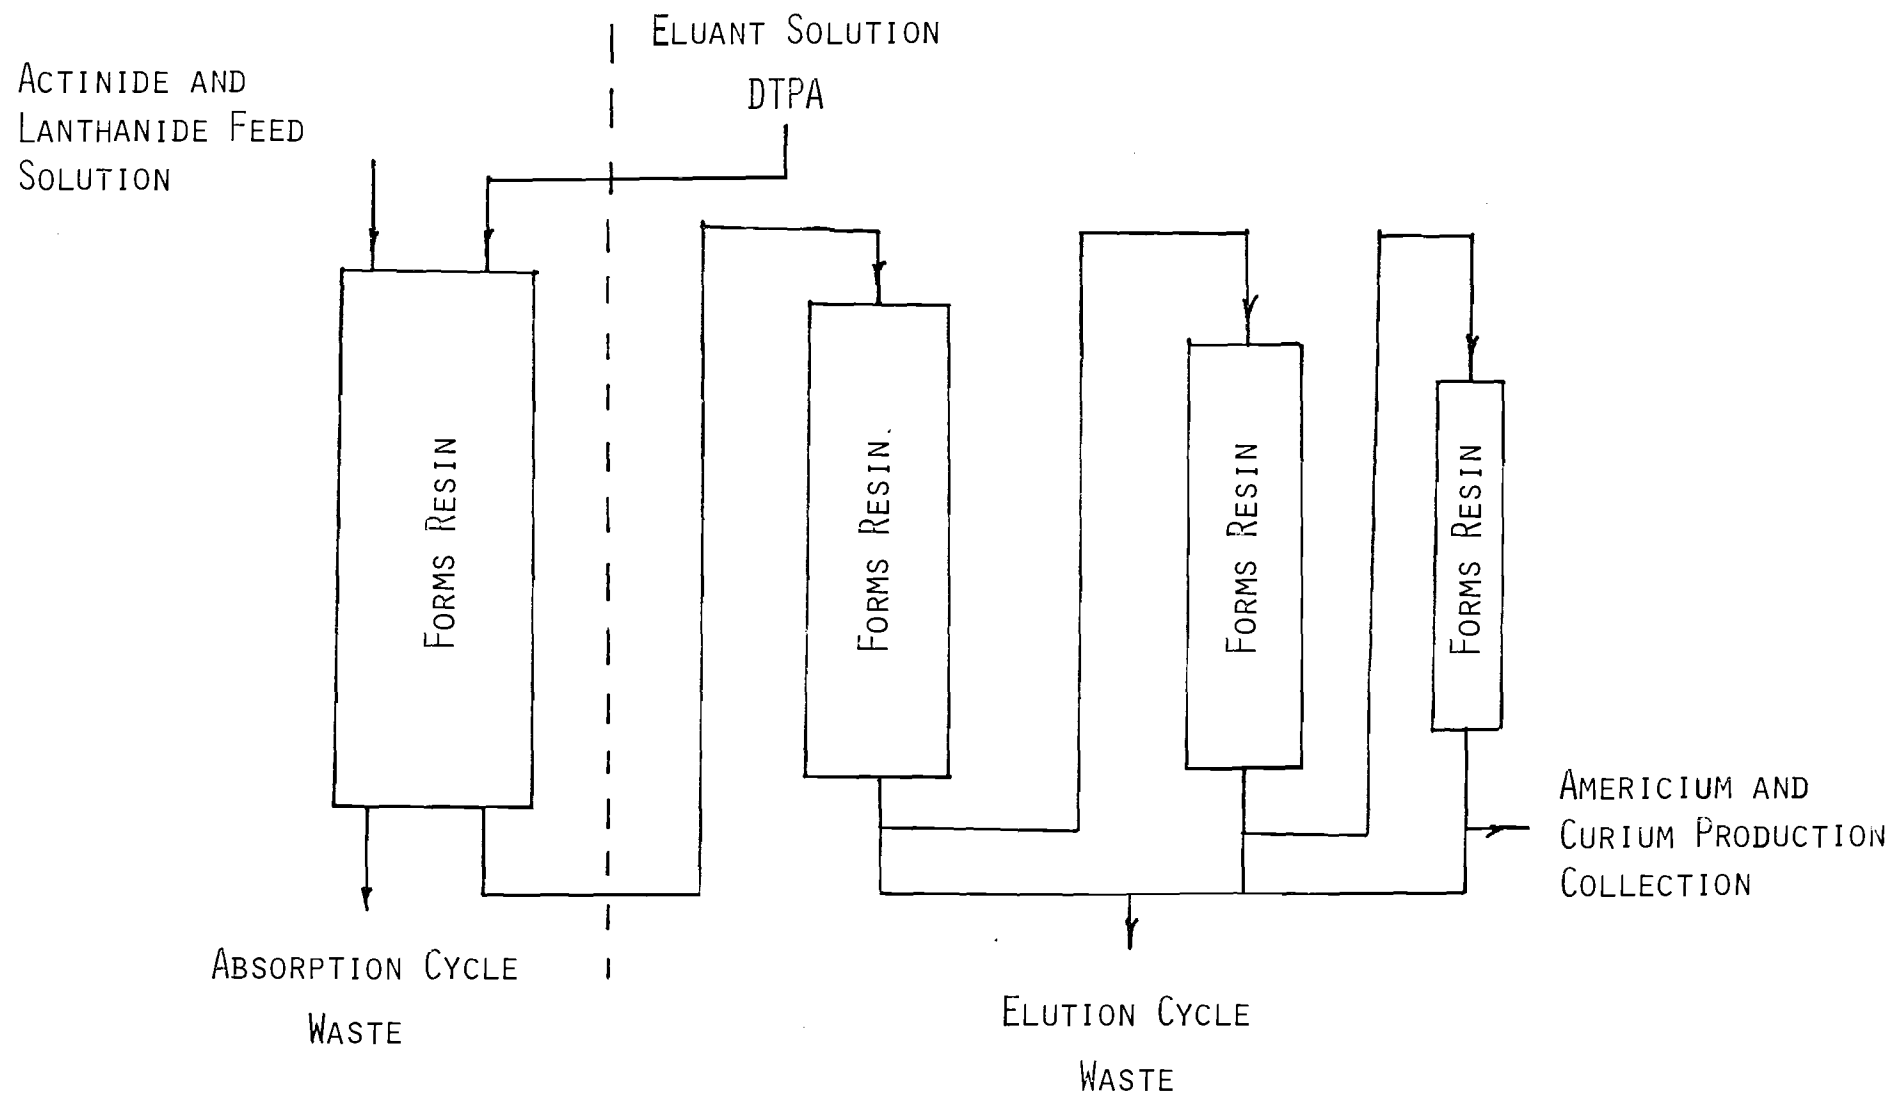 ELUANT SOLUTION
DTPA
ACTINIDE AND
LANTHANIDE FEED
SOLUTION
FORMS RESIN
FORMS RESIN
FORMS RESIN
FORMS RESIN
AMERICIUM AND
CURIUM PRODUCTION
COLLECTION
ABSORPTION CYCLE
WASTE
ELUTION CYCLE
WASTE